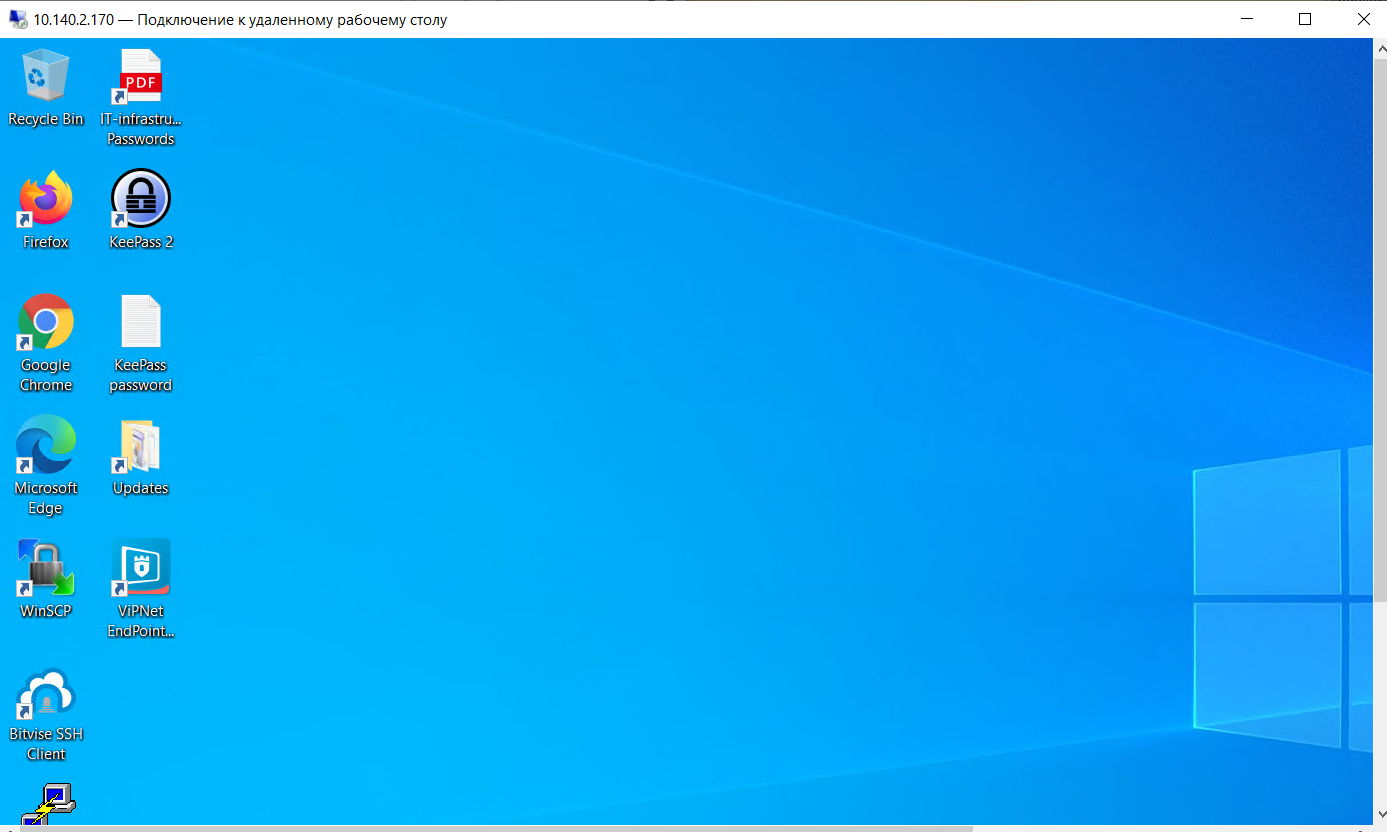 10.140.2.170 — Подключение к удаленному рабочему столу
Recycle Bin
PDF
IT-infrastru...
Passwords
Firefox
KeePass 2
Google
Chrome
KeePass
password
Microsoft
Edge
Updates
WinSCP
ViPNet
EndPoint...
Bitvise SSH
Client